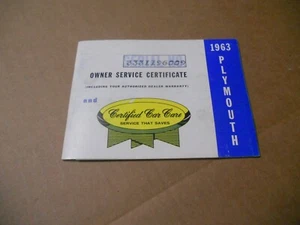 OWNER SERVICE CERTIFICATE
(INCLUDING YOUR AUTHORIZED DEALER WARRANTY)
and
Certified Car Care
SERVICE THAT SAVES
1963 PLYMOUTH